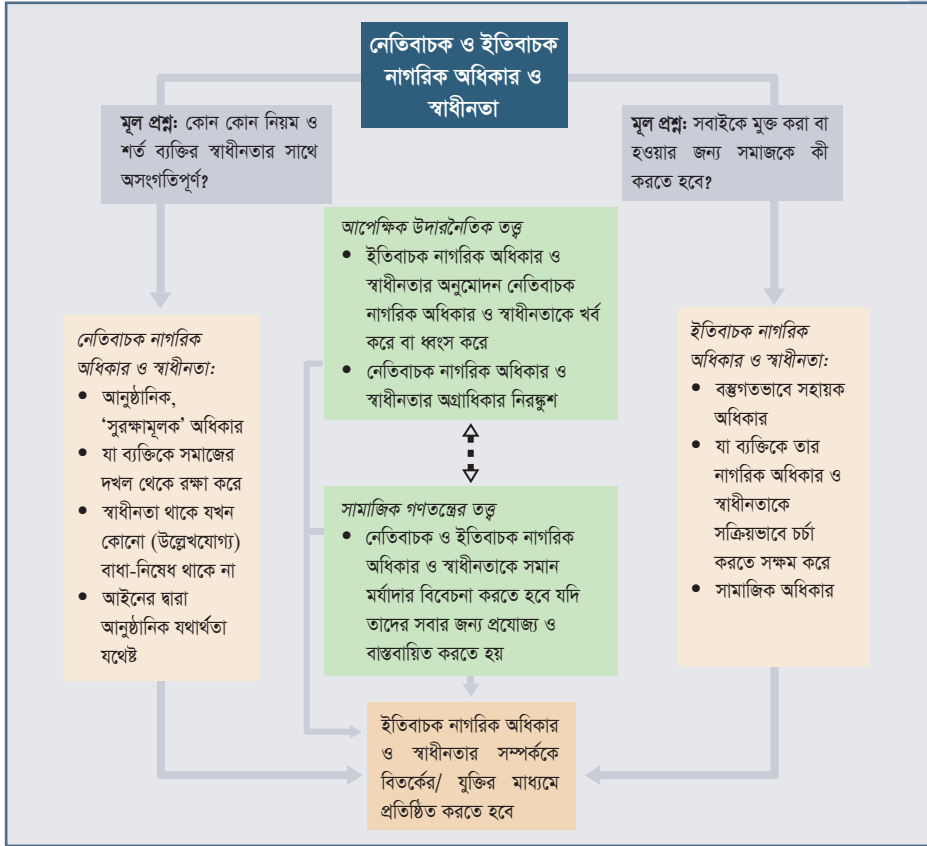 নেতিবাচক ও ইতিবাচক
নাগরিক অধিকার ও
স্বাধীনতা
মূল প্রশ্ন: কোন কোন নিয়ম ও
শর্ত ব্যক্তির স্বাধীনতার সাথে
অসংগতিপূর্ণ?
মূল প্রশ্ন: সবাইকে মুক্ত করা বা
হওয়ার জন্য সমাজকে কী
করতে হবে?
আপেক্ষিক উদারনৈতিক তত্ত্ব
• ইতিবাচক নাগরিক অধিকার ও
স্বাধীনতার অনুমোদন নেতিবাচক
নাগরিক অধিকার ও স্বাধীনতাকে খর্ব
করে বা ধ্বংস করে
• নেতিবাচক নাগরিক অধিকার ও
স্বাধীনতার অগ্রাধিকার নিরঙ্কুশ
নেতিবাচক নাগরিক
অধিকার ও স্বাধীনতা:
• আনুষ্ঠানিক,
‘সুরক্ষামূলক’ অধিকার
• যা ব্যক্তিকে সমাজের
দখল থেকে রক্ষা করে
• স্বাধীনতা থাকে যখন
কোনো (উল্লেখযোগ্য)
বাধা-নিষেধ থাকে না
• আইনের দ্বারা
আনুষ্ঠানিক যথার্থতা
যথেষ্ট
সামাজিক গণতন্ত্রের তত্ত্ব
• নেতিবাচক ও ইতিবাচক নাগরিক
অধিকার ও স্বাধীনতাকে সমান
মর্যাদার বিবেচনা করতে হবে যদি
তাদের সবার জন্য প্রযোজ্য ও
বাস্তবায়িত করতে হয়
ইতিবাচক নাগরিক
অধিকার ও স্বাধীনতা:
• বস্তুগতভাবে সহায়ক
অধিকার
• যা ব্যক্তিকে তার
নাগরিক অধিকার ও
স্বাধীনতাকে
সক্রিয়ভাবে চর্চা
করতে সক্ষম করে
• সামাজিক অধিকার
ইতিবাচক নাগরিক অধিকার
ও স্বাধীনতার সম্পর্ককে
বিতর্কের/ যুক্তির মাধ্যমে
প্রতিষ্ঠিত করতে হবে